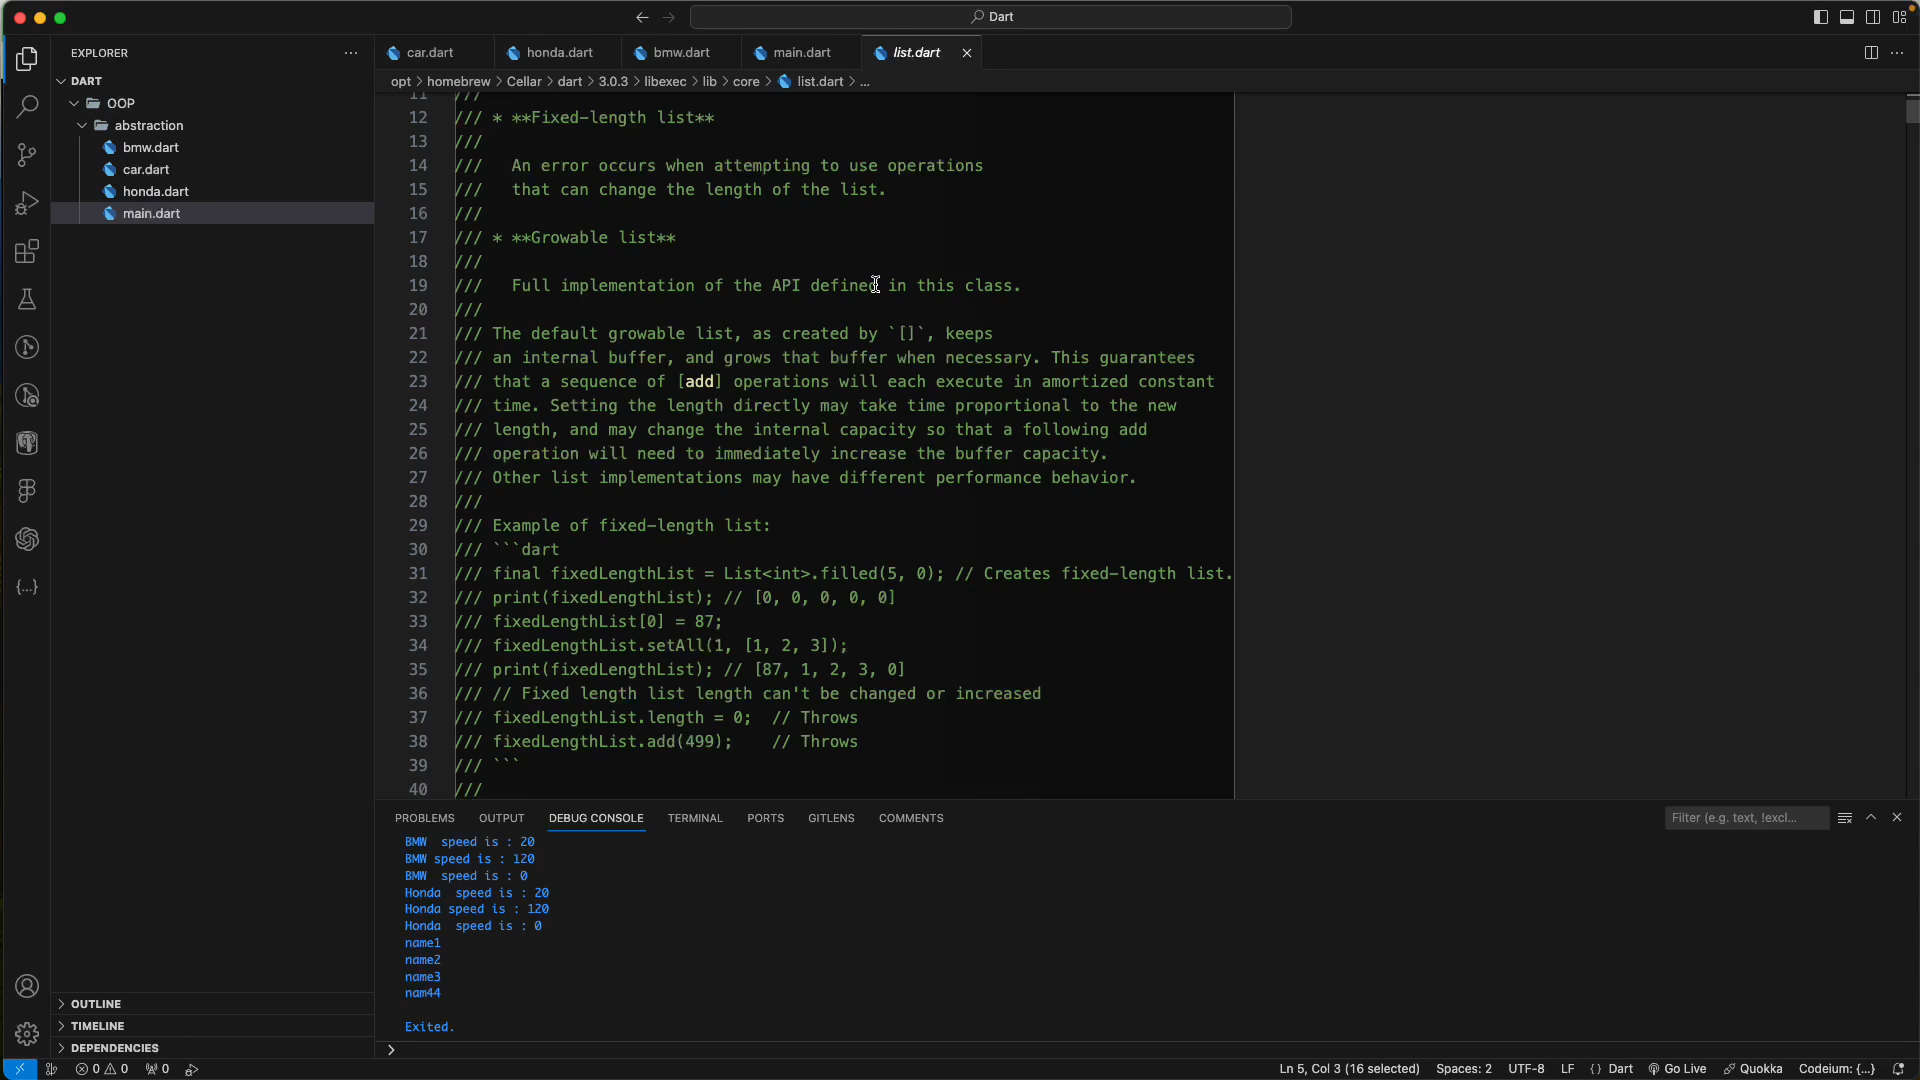 Dart
EXPLORER
DART
OOP
abstraction
bmw.dart
car.dart
honda.dart
main.dart
OUTLINE
TIMELINE
DEPENDENCIES
car.dart
honda.dart
bmw.dart
main.dart
list.dart
opt > homebrew > Cellar > dart > 3.0.3 > libexec > lib > core > list.dart > ...
11 ///
12 /// * **Fixed-length list**
13 ///
14 ///   An error occurs when attempting to use operations
15 ///   that can change the length of the list.
16 ///
17 /// * **Growable list**
18 ///
19 ///   Full implementation of the API defined in this class.
20 ///
21 /// The default growable list, as created by `[]`, keeps
22 /// an internal buffer, and grows that buffer when necessary. This guarantees
23 /// that a sequence of [add] operations will each execute in amortized constant
24 /// time. Setting the length directly may take time proportional to the new
25 /// length, and may change the internal capacity so that a following add
26 /// operation will need to immediately increase the buffer capacity.
27 /// Other list implementations may have different performance behavior.
28 ///
29 /// Example of fixed-length list:
30 /// ```dart
31 /// final fixedLengthList = List<int>.filled(5, 0); // Creates fixed-length list.
32 /// print(fixedLengthList); // [0, 0, 0, 0, 0]
33 /// fixedLengthList[0] = 87;
34 /// fixedLengthList.setAll(1, [1, 2, 3]);
35 /// print(fixedLengthList); // [87, 1, 2, 3, 0]
36 /// // Fixed length list length can't be changed or increased
37 /// fixedLengthList.length = 0;  // Throws
38 /// fixedLengthList.add(499);    // Throws
39 /// ```
40 ///
PROBLEMS OUTPUT DEBUG CONSOLE TERMINAL PORTS GITLENS COMMENTS
Filter (e.g. text, !excl...
BMW  speed is : 20
BMW speed is : 120
BMW  speed is : 0
Honda  speed is : 20
Honda speed is : 120
Honda  speed is : 0
name1
name2
name3
nam44
Exited.
>
0 0 0 Ln 5, Col 3 (16 selected) Spaces: 2 UTF-8 LF {} Dart Go Live Quokka Codeium: {...}